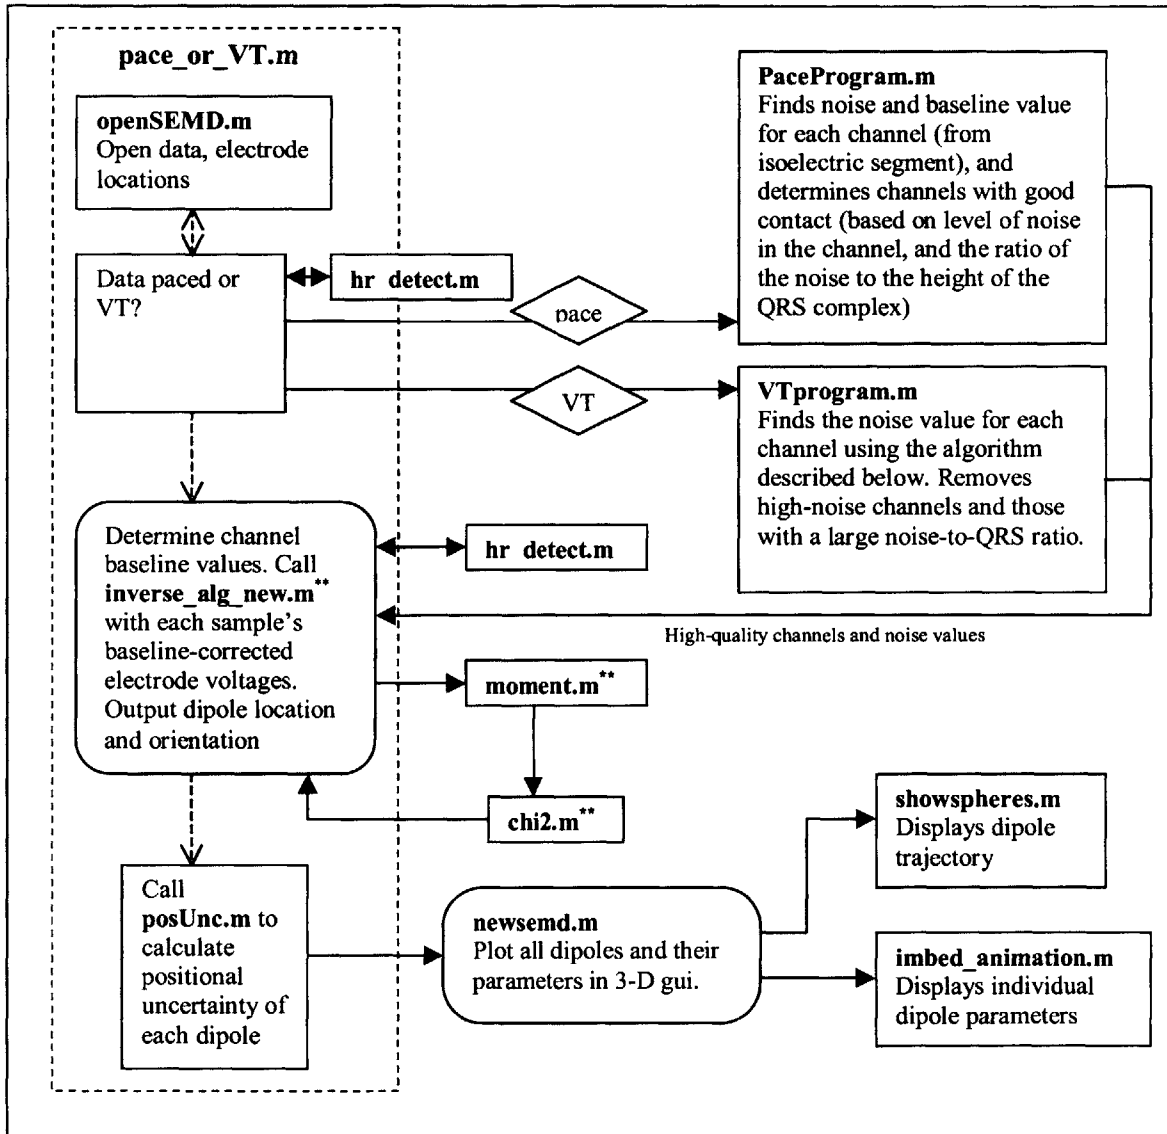 pace_or_VT.m
openSEMD.m
Open data, electrode
locations
Data paced or
VT?
hr detect.m
pace
VT
PaceProgram.m
Finds noise and baseline value
for each channel (from
isoelectric segment), and
determines channels with good
contact (based on level of noise
in the channel, and the ratio of
the noise to the height of the
QRS complex)
VTprogram.m
Finds the noise value for each
channel using the algorithm
described below. Removes
high-noise channels and those
with a large noise-to-QRS ratio.
Determine channel
baseline values. Call
inverse_alg_new.m**
with each sample's
baseline-corrected
electrode voltages.
Output dipole location
and orientation
hr detect.m
High-quality channels and noise values
moment.m**
chi2.m**
Call
posUnc.m to
calculate
positional
uncertainty of
each dipole
newsemd.m
Plot all dipoles and their
parameters in 3-D gui.
showspheres.m
Displays dipole
trajectory
imbed_animation.m
Displays individual
dipole parameters